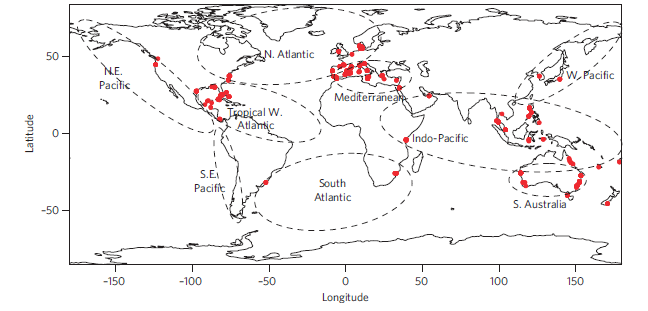 N. Atlantic
50
N.E.
Pacific
W. Pacific
Mediterranean
Tropical W.
Atlantic
0
Indo-Pacific
S.E.
Pacific
South
Atlantic
S. Australia
-50
Latitude
-150
-100
-50
0
50
100
150
Longitude